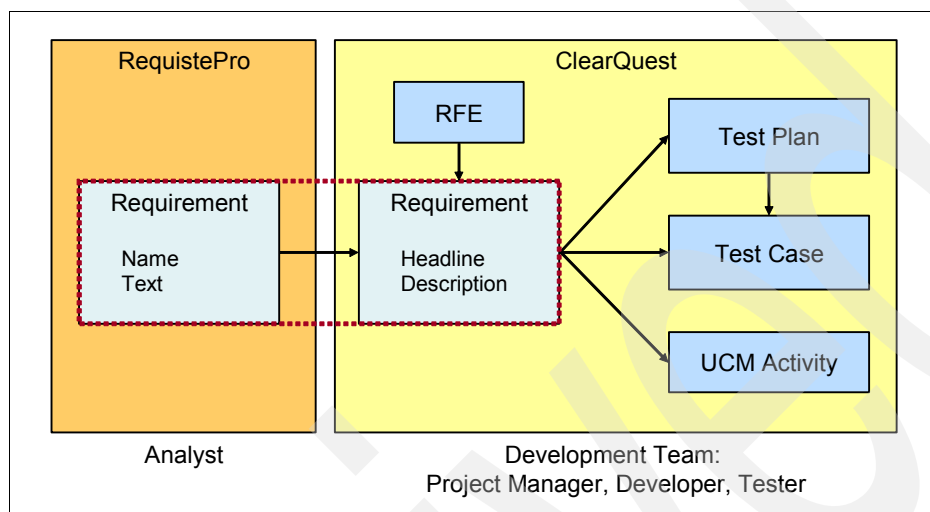 RequistePro
ClearQuest
RFE
Test Plan
Requirement
Name
Text
Requirement
Headline
Description
Test Case
UCM Activity
Analyst
Development Team:
Project Manager, Developer, Tester